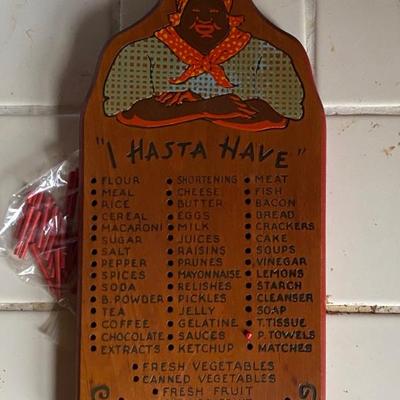 "I HASTA HAVE"
FLOUR SHORTENING MEAT
MEAL CHEESE FISH
RICE BUTTER BACON
CEREAL EGGS BREAD
MACARONI MILK CRACKERS
SUGAR JUICES CAKE
SALT RAISINS SOUPS
PEPPER PRUNES VINEGAR
SPICES MAYONNAISE LEMONS
SODA RELISHES STARCH
B. POWDER PICKLES CLEANSER
TEA JELLY SOAP
COFFEE GELATINE T. TISSUE
CHOCOLATE SAUCES P. TOWELS
EXTRACTS KETCHUP MATCHES
FRESH VEGETABLES
CANNED VEGETABLES
FRESH FRUIT